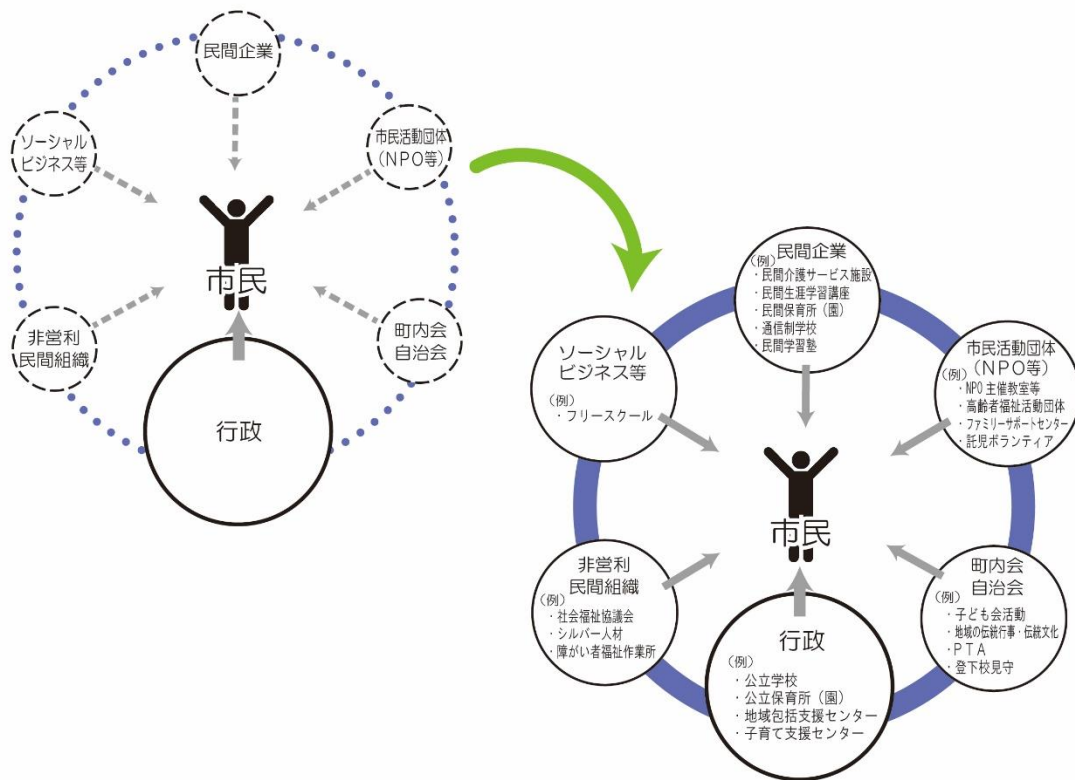 民間企業
ソーシャル
ビジネス等
市民活動団体
（NPO等）
市民
非営利
民間組織
町内会
自治会
行政
民間企業
（例）
・民間介護サービス施設
・民間生涯学習講座
・民間保育所（園）
・通信制学校
・民間学習塾
ソーシャル
ビジネス等
（例）
・フリースクール
市民活動団体
（NPO等）
（例）
・NPO主催教室等
・高齢者福祉活動団体
・ファミリーサポートセンター
・託児ボランティア
市民
非営利
民間組織
（例）
・社会福祉協議会
・シルバー人材
・障がい者福祉作業所
町内会
自治会
（例）
・子ども会活動
・地域の伝統行事・伝統文化
・PTA
・登下校見守
行政
（例）
・公立学校
・公立保育所（園）
・地域包括支援センター
・子育て支援センター